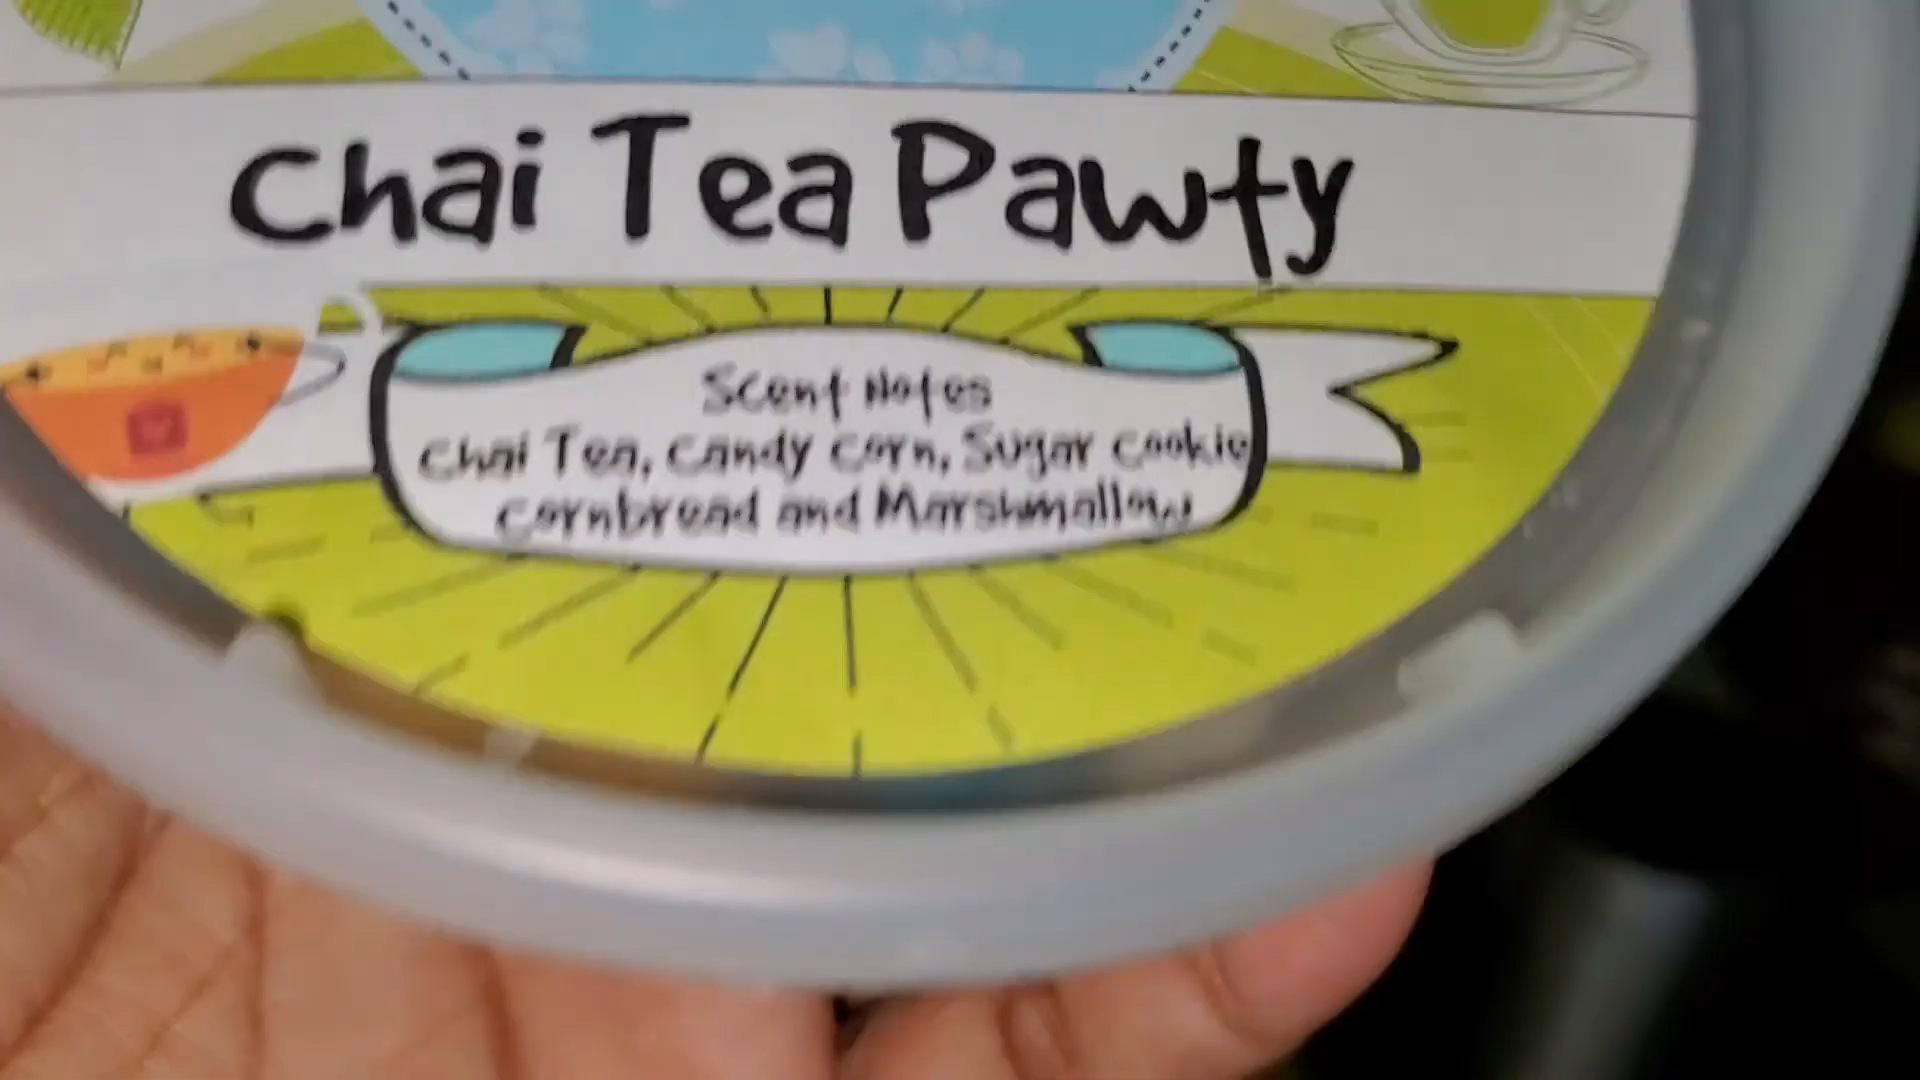 Chai Tea Pawty
Scent Notes
Chai Tea, Candy Corn, Sugar Cookie
Cornbread and Marshmallow